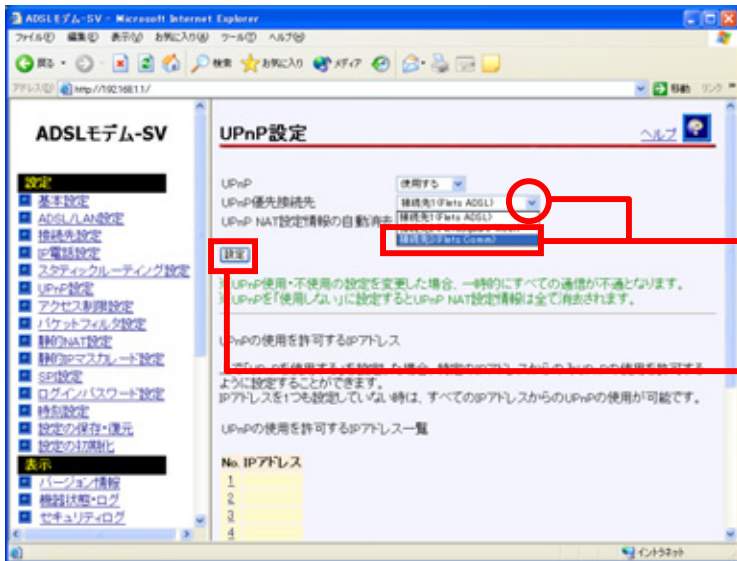 ADSLモデム-SV - Microsoft Internet Explorer
ファイル(F) 編集(E) 表示(V) お気に入り(A) ツール(T) ヘルプ(H)
戻る 検索 お気に入り メディア
アドレス(D) http://192.168.1.1/ 移動 リンク
ADSLモデム-SV
設定
基本設定
ADSL/LAN設定
接続先設定
IP電話設定
スタティックルーティング設定
UPnP設定
アクセス制限設定
パケットフィルタ設定
静的NAT設定
静的IPマスカレード設定
SPI設定
ログインパスワード設定
時刻設定
設定の保存・復元
設定の初期化
表示
バージョン情報
機器状態・ログ
セキュリティログ
UPnP設定
ヘルプ
UPnP 使用する
UPnP優先接続先 接続先1(Flets ADSL)
UPnP NAT設定情報の自動消去 接続先1(Flets ADSL)
接続先2(Flets Comm)
設定
※UPnP使用・不使用の設定を変更した場合、一時的にすべての通信が不通となります。
※UPnPを「使用しない」に設定するとUPnP NAT設定情報は全て消去されます。
UPnPの使用を許可するIPアドレス
ように設定することができます。
IPアドレスを1つも設定していない時は、すべてのIPアドレスからのUPnPの使用が可能です。
UPnPの使用を許可するIPアドレス一覧
No. IPアドレス
1
2
3
4
イントラネット